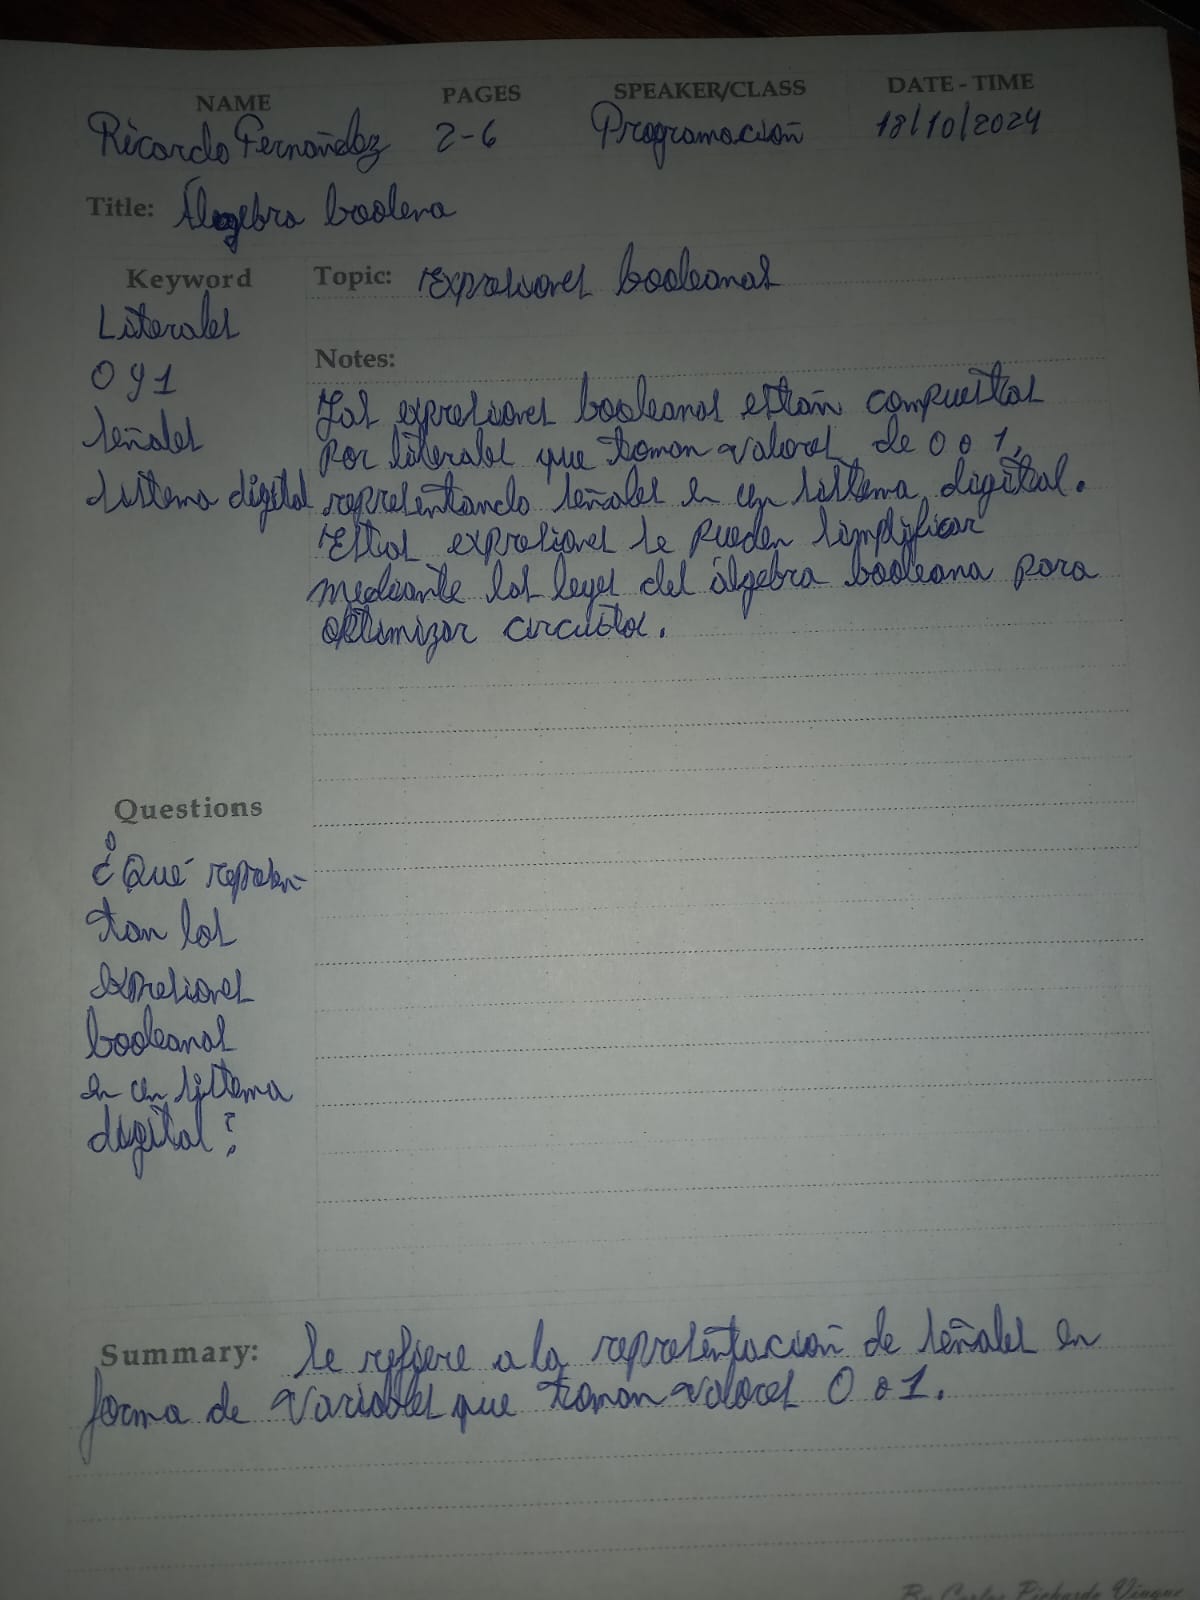 NAME PAGES SPEAKER/CLASS DATE - TIME
Ricardo Fernández 2-6 Programación 18/10/2024
Title: Álgebra boolena
Keyword
Literales
0 y 1
señales
sistema digital
Topic: Expresiones booleanas
Notes:
Las expresiones booleanas están compuestas
por literales que toman valores de 0 o 1,
representando señales en un sistema digital.
Estas expresiones se pueden simplificar
mediante las leyes del álgebra booleana para
optimizar circuitos.
Questions
¿Qué represen-
tan las
expresiones
booleanas
en un sistema
digital?
Summary: Se refiere a la representación de señales en
forma de variables que toman valores 0 o 1.
By Carlos Pichardo Viuque